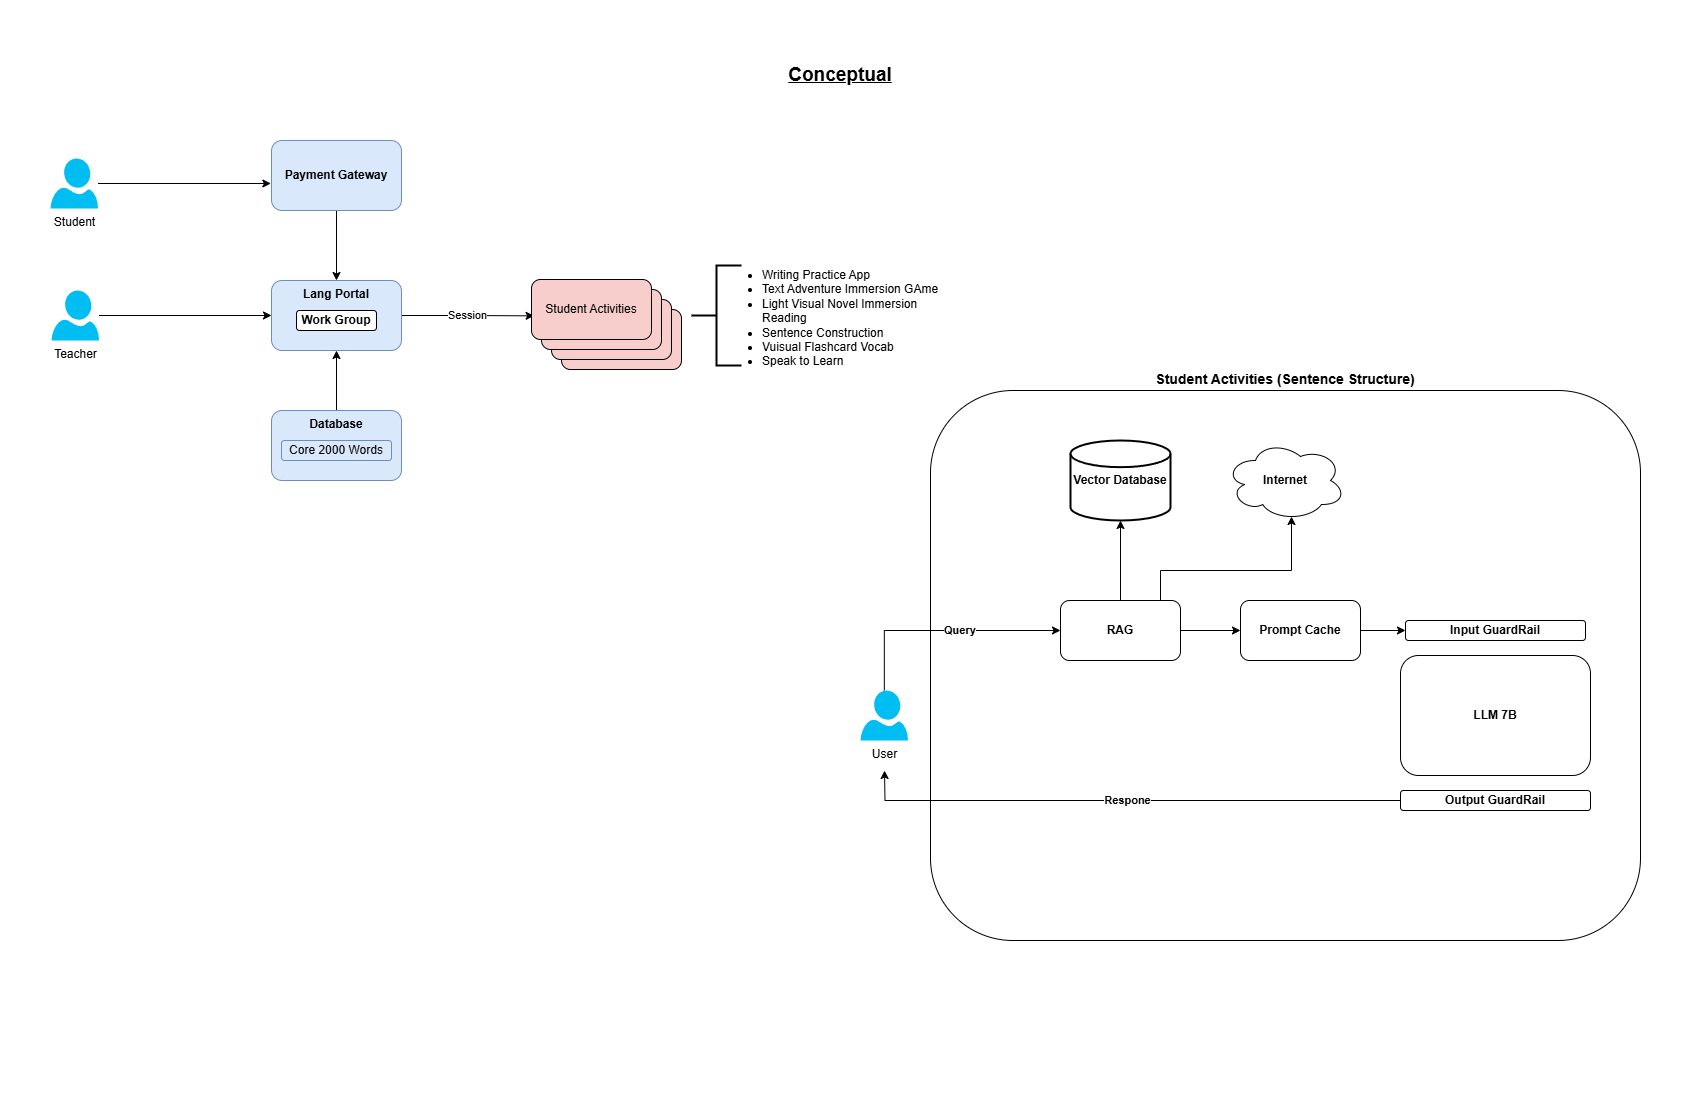 Conceptual
Payment Gateway
Student
Lang Portal
Work Group
Teacher
Session
Student Activities
Writing Practice App
Text Adventure Immersion GAme
Light Visual Novel Immersion
Reading
Sentence Construction
Vuisual Flashcard Vocab
Speak to Learn
Database
Core 2000 Words
Student Activities (Sentence Structure)
Vector Database
Internet
Query
RAG
Prompt Cache
Input GuardRail
LLM 7B
User
Respone
Output GuardRail